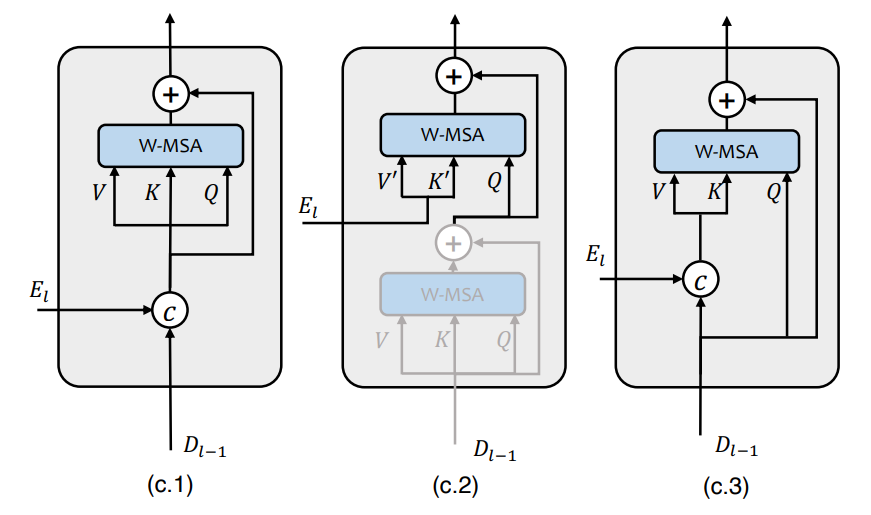 +
W-MSA
V K Q
E_l
c
D_{l−1}
(c.1)
+
W-MSA
V′ K′ Q
E_l
+
W-MSA
V K Q
D_{l−1}
(c.2)
+
W-MSA
V K Q
E_l
c
D_{l−1}
(c.3)